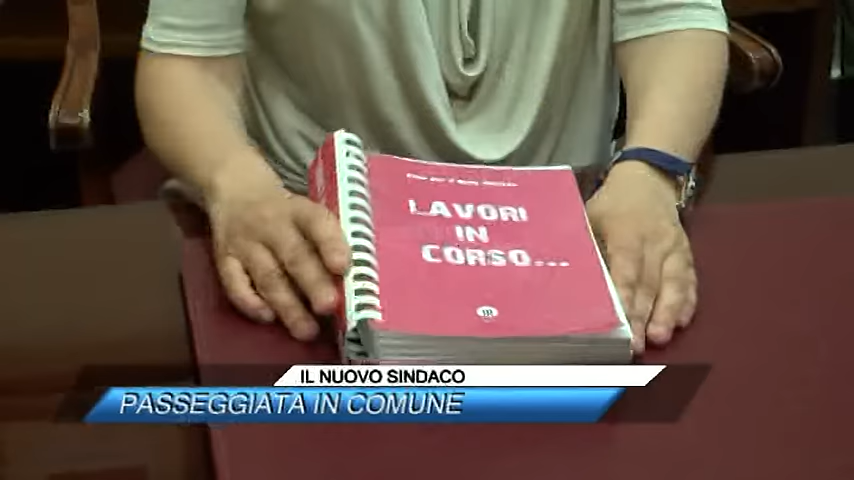 LAVORI
IN
CORSO...
IL NUOVO SINDACO
PASSEGGIATA IN COMUNE